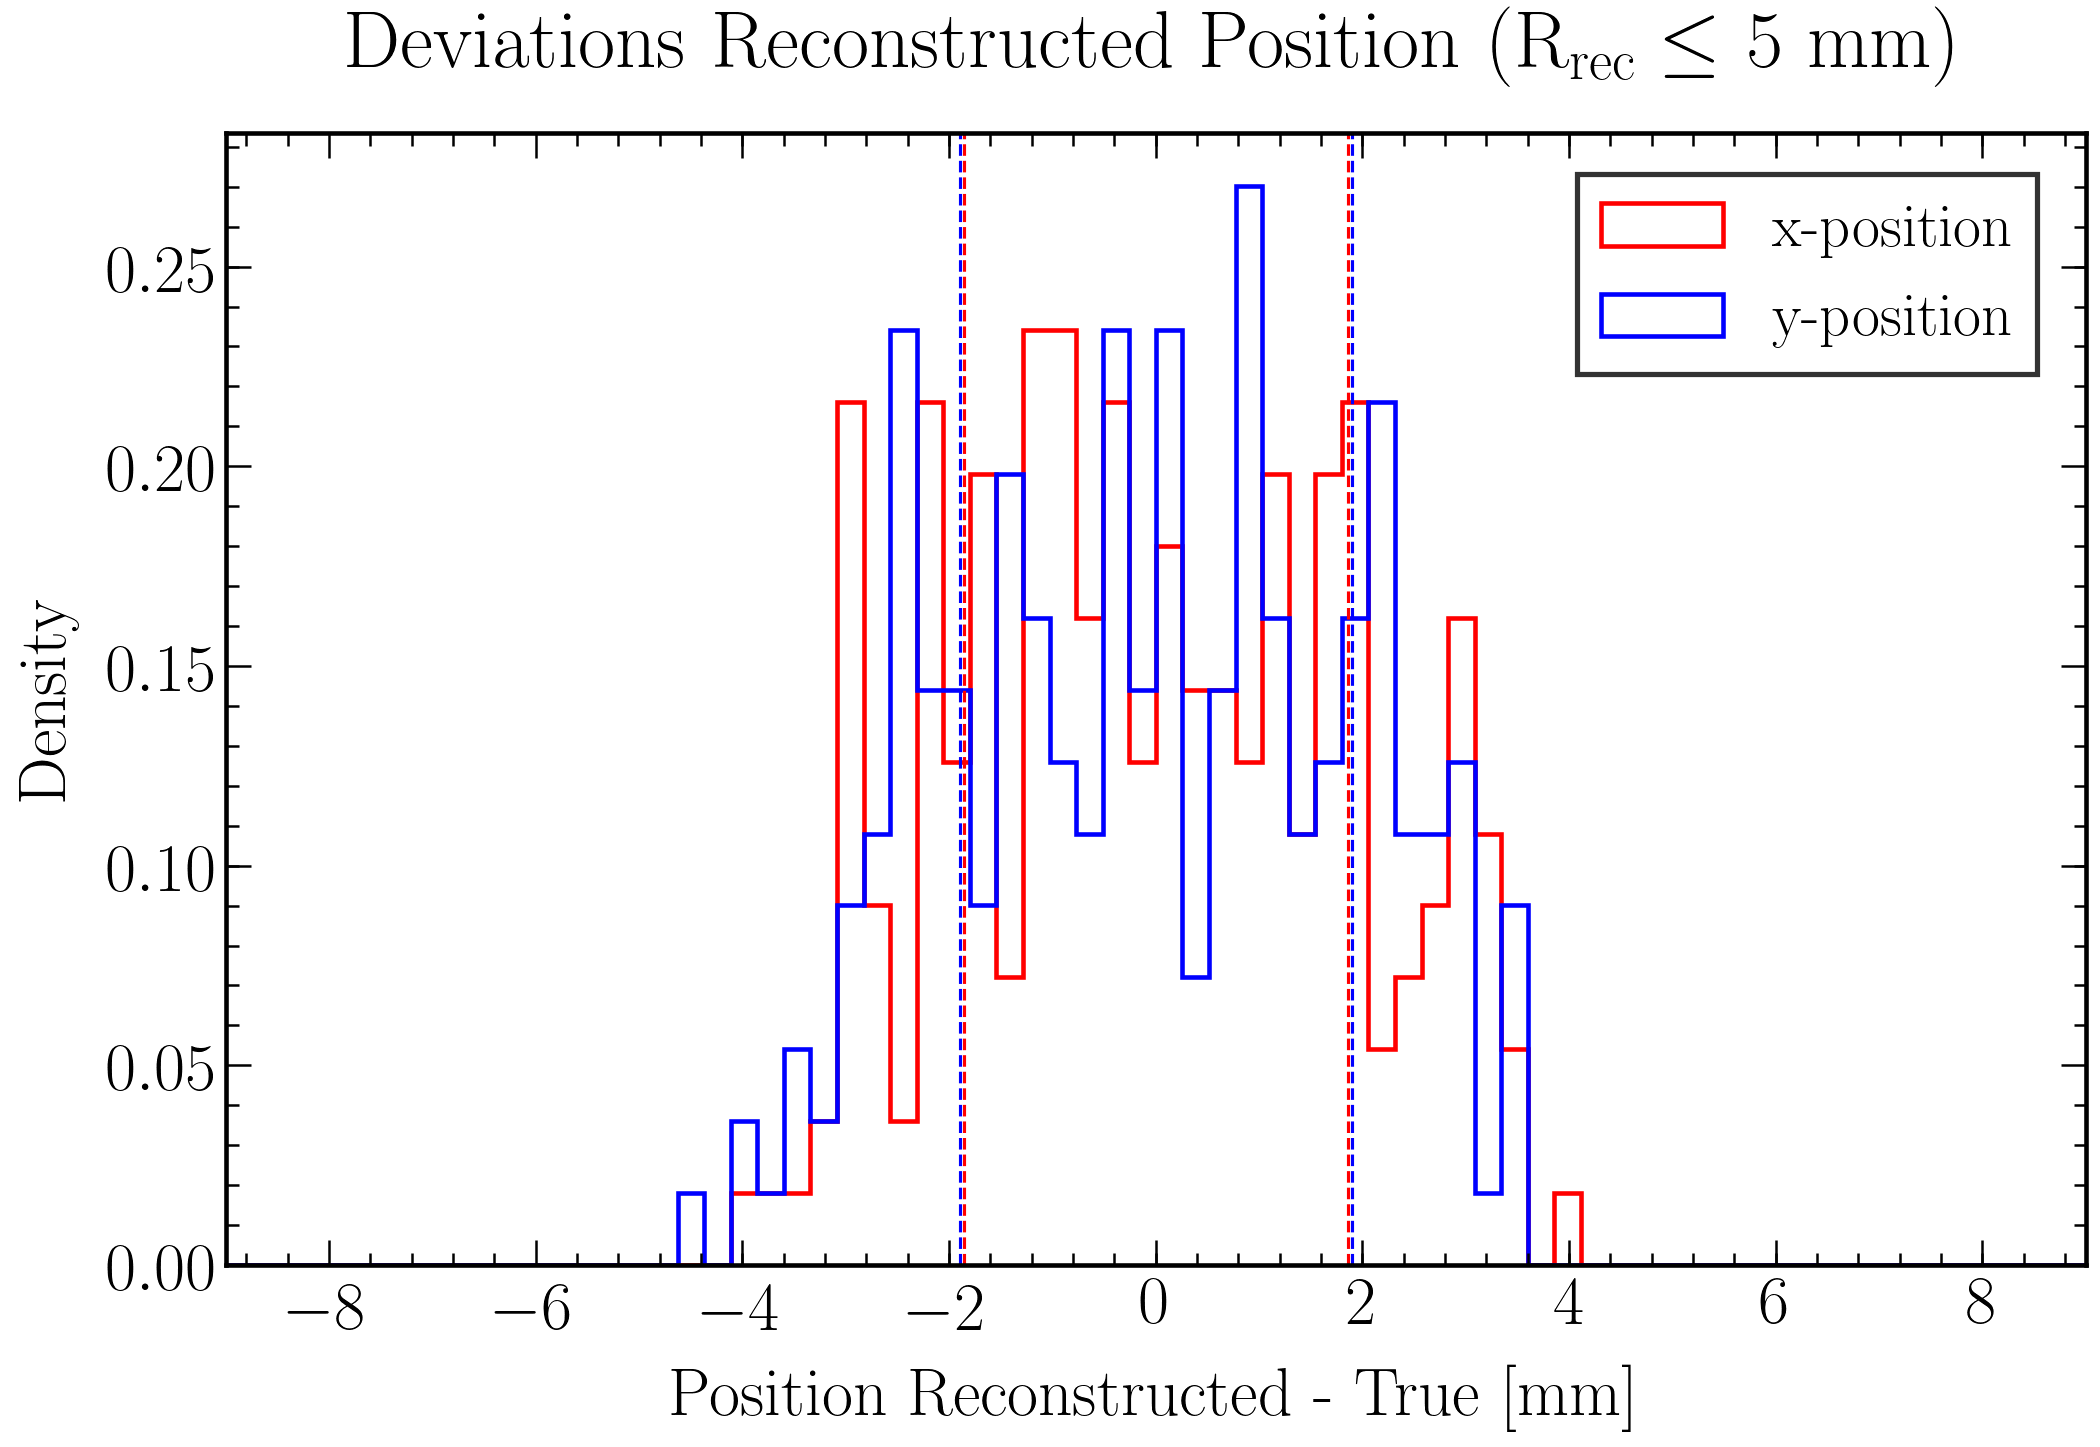 Deviations Reconstructed Position (R_rec ≤ 5 mm)
x-position
y-position
Density
0.25
0.20
0.15
0.10
0.05
0.00
−8 −6 −4 −2 0 2 4 6 8
Position Reconstructed - True [mm]